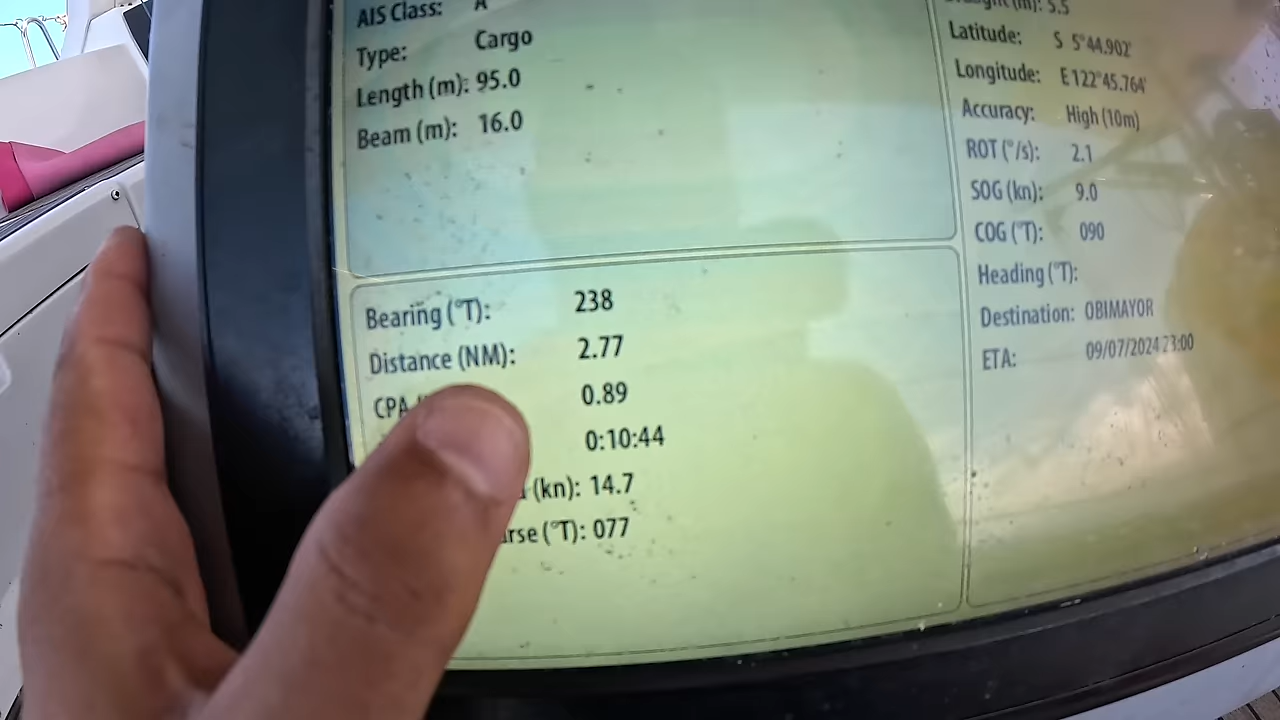 AIS Class: A
Type: Cargo
Length (m): 95.0
Beam (m): 16.0
Bearing (°T): 238
Distance (NM): 2.77
CPA 0.89
0:10:44
(kn): 14.7
(°T): 077
(m): 5.5
Latitude: S 5°44.902'
Longitude: E 122°45.764'
Accuracy: High (10m)
ROT (°/s): 2.1
SOG (kn): 9.0
COG (°T): 090
Heading (°T):
Destination: OBIMAYOR
ETA: 09/07/2024 23:00